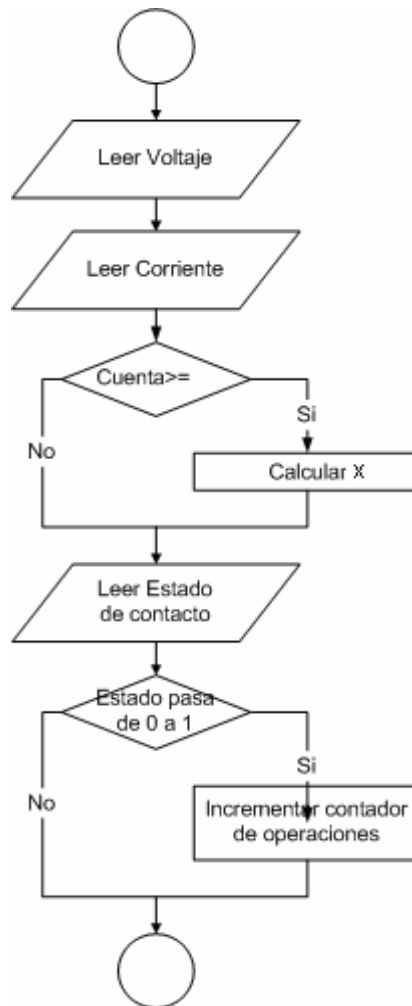 Leer Voltaje
Leer Corriente
Cuenta>=
Si
No
Calcular X
Leer Estado
de contacto
Estado pasa
de 0 a 1
Si
No
Incrementar contador
de operaciones